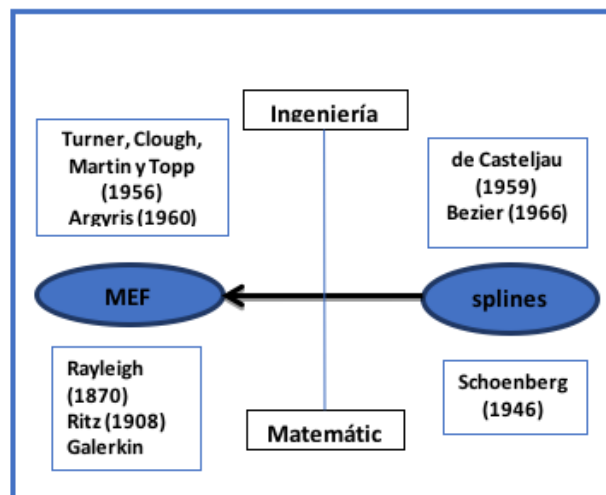 Ingeniería
Turner, Clough,
Martin y Topp
(1956)
Argyris (1960)
de Casteljau
(1959)
Bezier (1966)
MEF
splines
Rayleigh
(1870)
Ritz (1908)
Galerkin
Schoenberg
(1946)
Matemátic